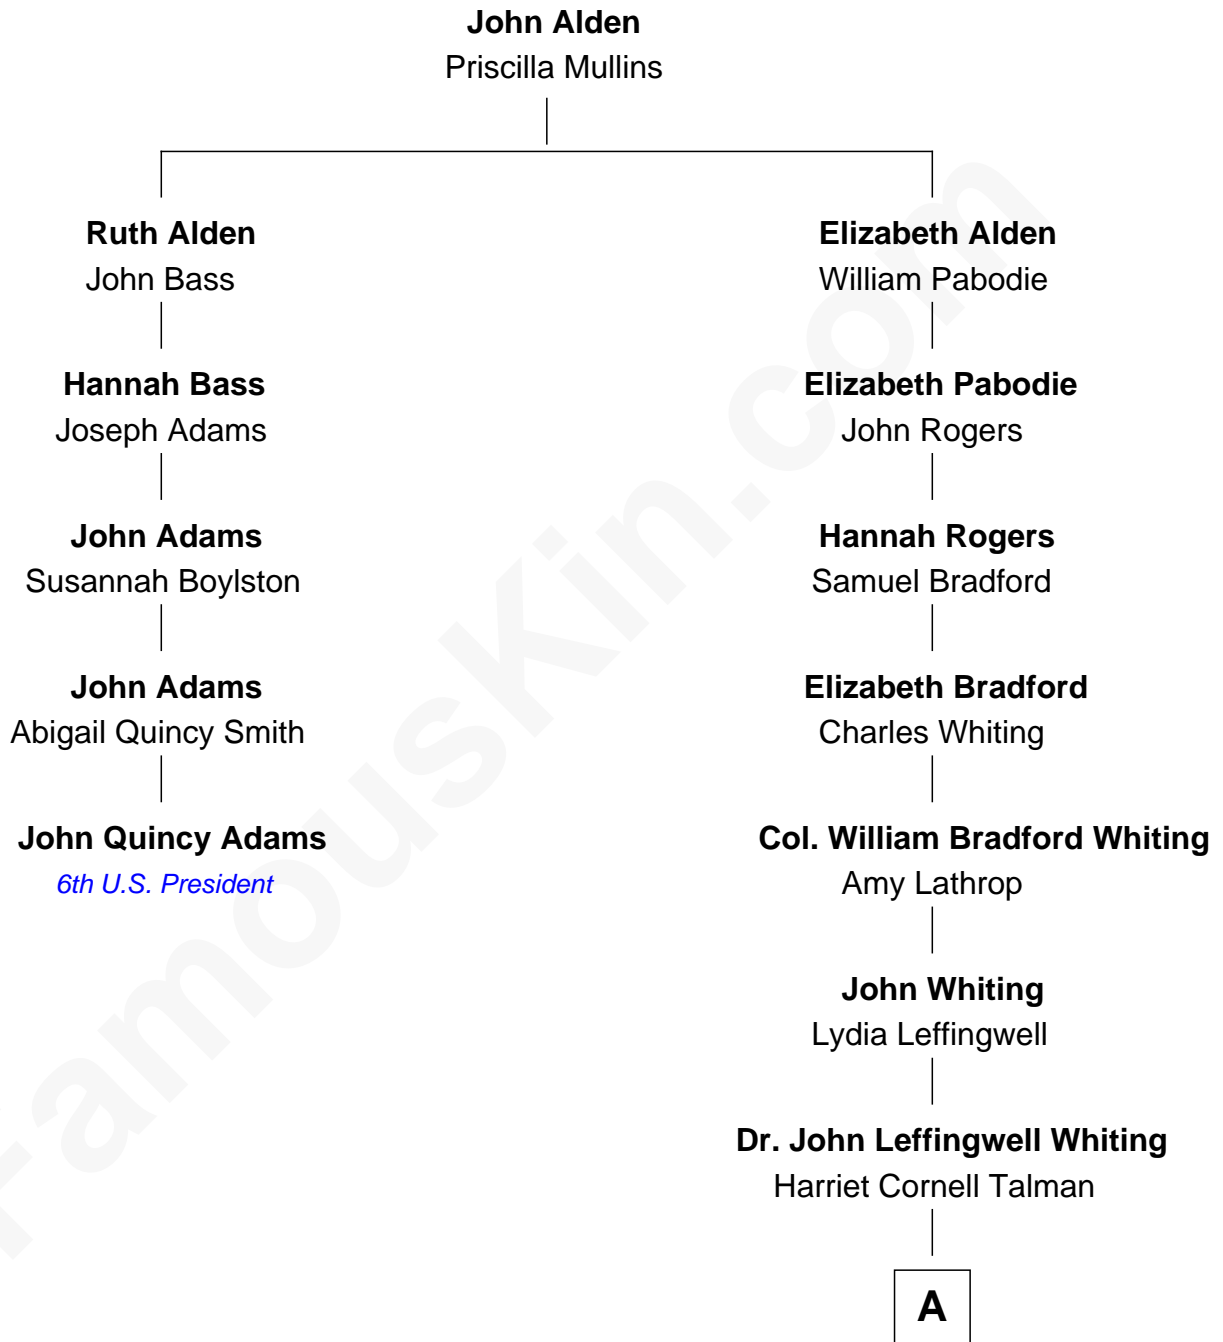 John Alden
Priscilla Mullins
Ruth Alden
John Bass
Elizabeth Alden
William Pabodie
Hannah Bass
Joseph Adams
Elizabeth Pabodie
John Rogers
John Adams
Susannah Boylston
Hannah Rogers
Samuel Bradford
John Adams
Abigail Quincy Smith
Elizabeth Bradford
Charles Whiting
John Quincy Adams
6th U.S. President
Col. William Bradford Whiting
Amy Lathrop
John Whiting
Lydia Leffingwell
Dr. John Leffingwell Whiting
Harriet Cornell Talman
A
FamousKin.com